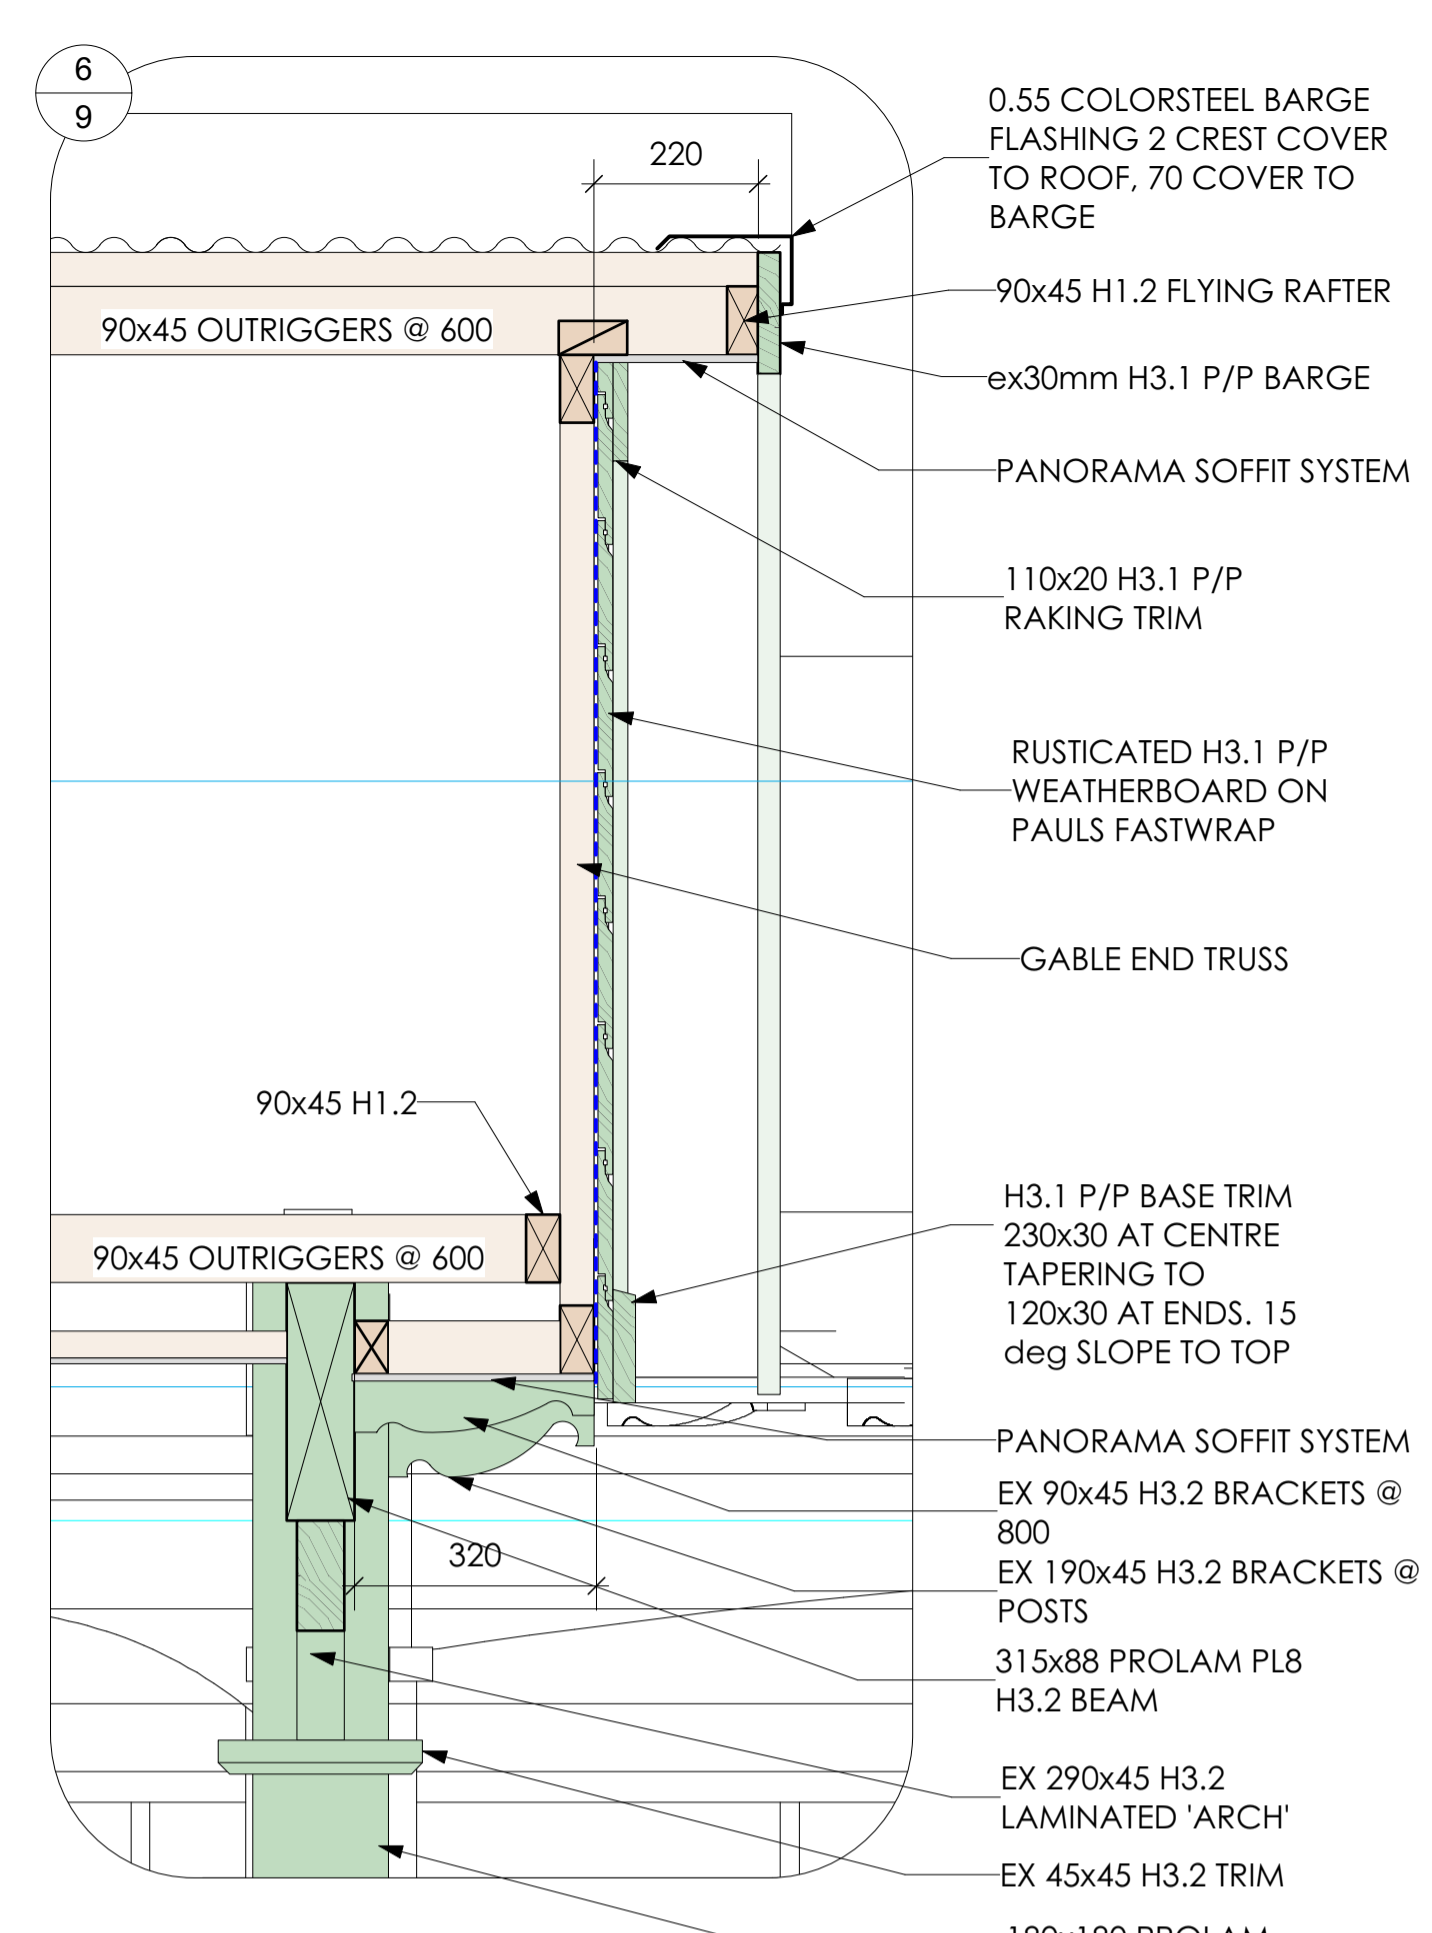 6
9
220
0.55 COLORSTEEL BARGE
FLASHING 2 CREST COVER
TO ROOF, 70 COVER TO
BARGE
90x45 H1.2 FLYING RAFTER
90x45 OUTRIGGERS @ 600
ex30mm H3.1 P/P BARGE
PANORAMA SOFFIT SYSTEM
110x20 H3.1 P/P
RAKING TRIM
RUSTICATED H3.1 P/P
WEATHERBOARD ON
PAULS FASTWRAP
GABLE END TRUSS
90x45 H1.2
H3.1 P/P BASE TRIM
230x30 AT CENTRE
TAPERING TO
120x30 AT ENDS. 15
deg SLOPE TO TOP
90x45 OUTRIGGERS @ 600
PANORAMA SOFFIT SYSTEM
EX 90x45 H3.2 BRACKETS @
800
320
EX 190x45 H3.2 BRACKETS @
POSTS
315x88 PROLAM PL8
H3.2 BEAM
EX 290x45 H3.2
LAMINATED 'ARCH'
EX 45x45 H3.2 TRIM
PROLAM